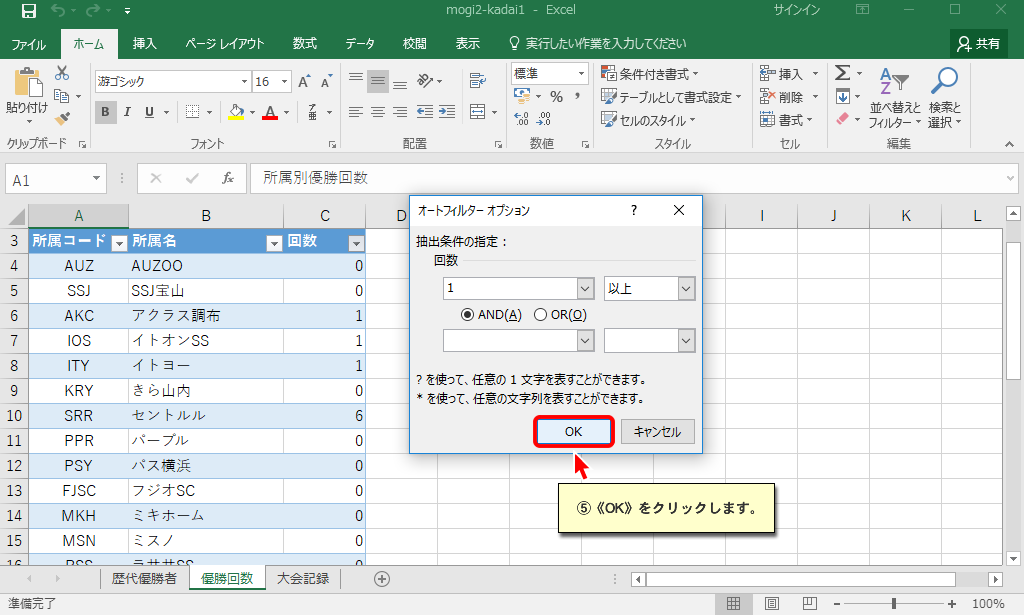 mogi2-kadai1 - Excel
サインイン
ファイル ホーム 挿入 ページ レイアウト 数式 データ 校閲 表示 実行したい作業を入力してください 共有
貼り付け
クリップボード
游ゴシック 16
B I U
フォント
配置
標準
%
数値
条件付き書式
テーブルとして書式設定
セルのスタイル
スタイル
挿入
削除
書式
セル
並べ替えと
フィルター
検索と
選択
編集
A1 fx 所属別優勝回数
A B C D I J K L
3 所属コード 所属名 回数
4 AUZ AUZOO 0
5 SSJ SSJ宝山 0
6 AKC アクラス調布 1
7 IOS イトオンSS 1
8 ITY イトヨー 1
9 KRY きら山内 0
10 SRR セントルル 6
11 PPR パープル 0
12 PSY パス横浜 0
13 FJSC フジオSC 0
14 MKH ミキホーム 0
15 MSN ミスノ 0
オートフィルター オプション ?
抽出条件の指定:
回数
1 以上
AND(A) OR(O)
? を使って、任意の 1 文字を表すことができます。
* を使って、任意の文字列を表すことができます。
OK キャンセル
⑤《OK》をクリックします。
歴代優勝者 優勝回数 大会記録
準備完了
100%